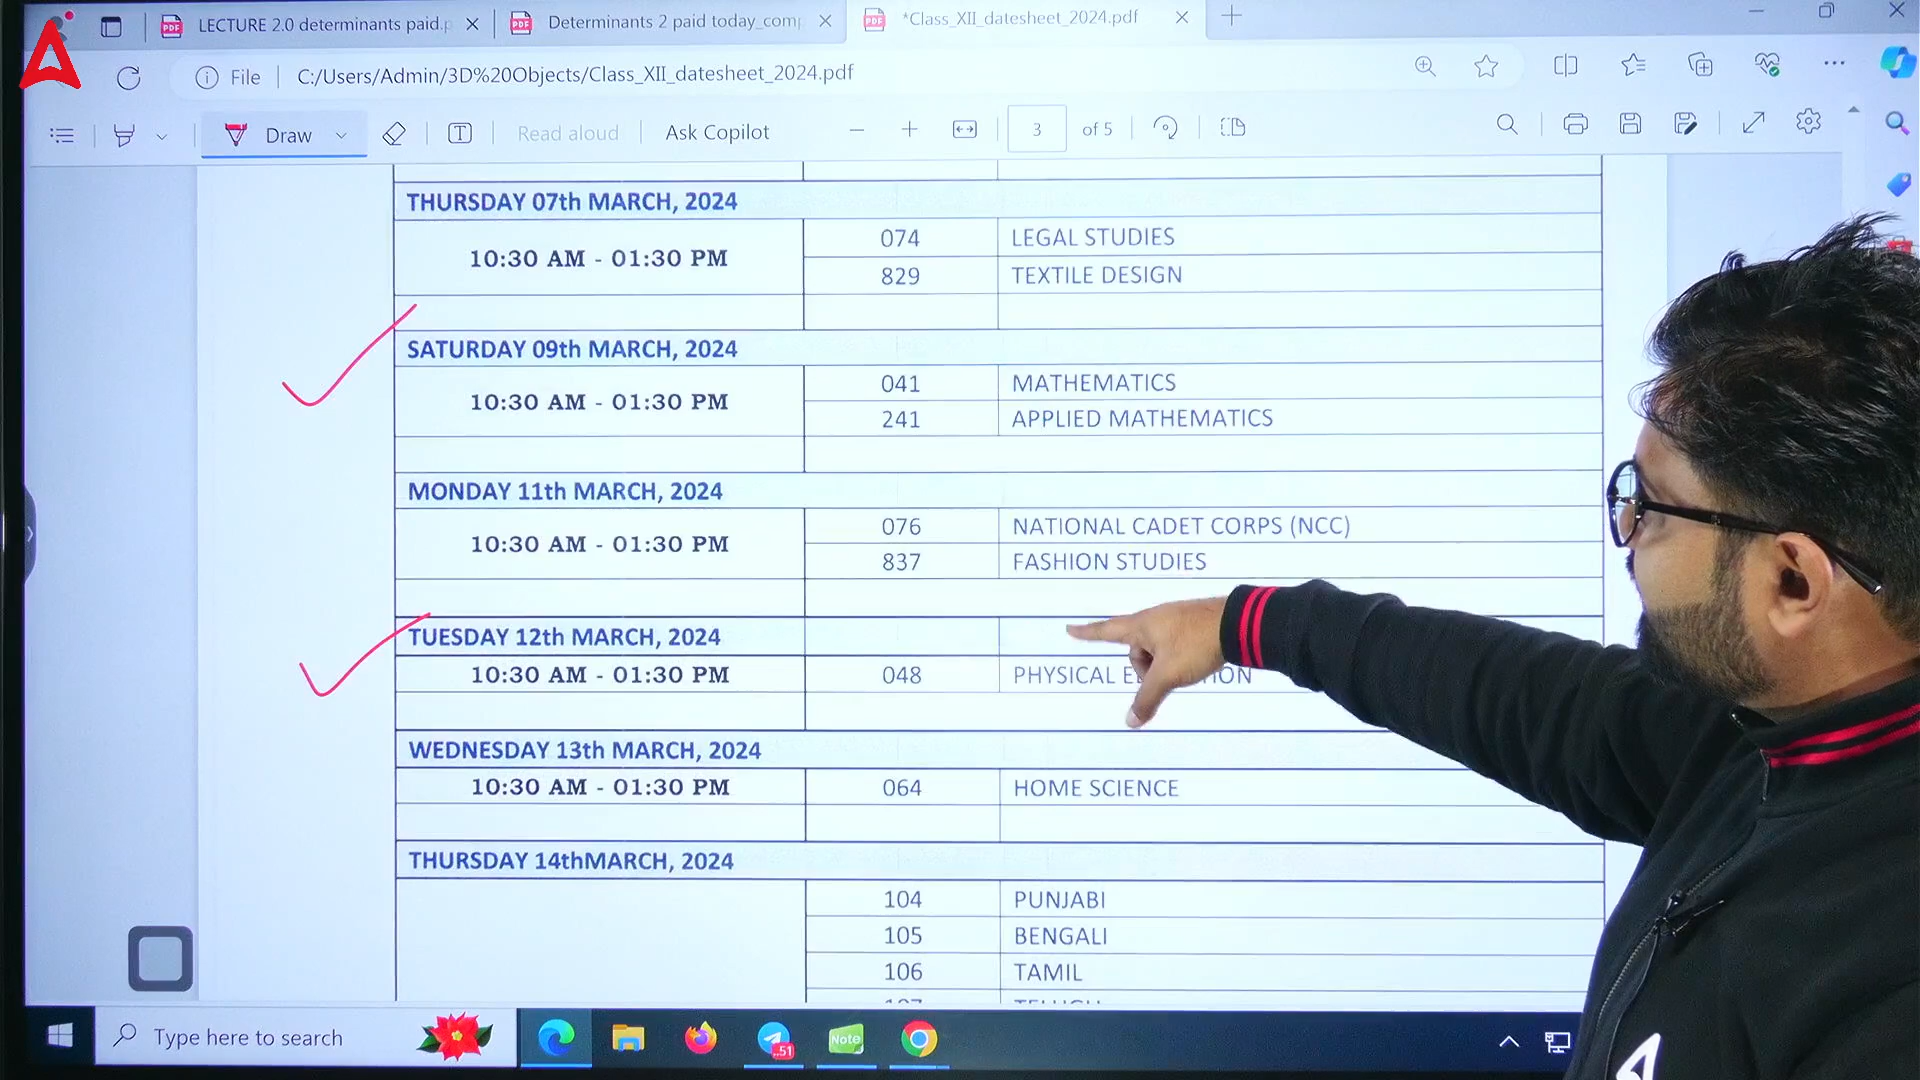 LECTURE 2.0 determinants paid.p
Determinants 2 paid today_comp
*Class_XII_datesheet_2024.pdf
File
C:/Users/Admin/3D%20Objects/Class_XII_datesheet_2024.pdf
Draw
Read aloud
Ask Copilot
3
of 5
THURSDAY 07th MARCH, 2024
10:30 AM - 01:30 PM
074 LEGAL STUDIES
829 TEXTILE DESIGN
SATURDAY 09th MARCH, 2024
10:30 AM - 01:30 PM
041 MATHEMATICS
241 APPLIED MATHEMATICS
MONDAY 11th MARCH, 2024
10:30 AM - 01:30 PM
076 NATIONAL CADET CORPS (NCC)
837 FASHION STUDIES
TUESDAY 12th MARCH, 2024
10:30 AM - 01:30 PM 048 PHYSICAL
WEDNESDAY 13th MARCH, 2024
10:30 AM - 01:30 PM 064 HOME SCIENCE
THURSDAY 14thMARCH, 2024
104 PUNJABI
105 BENGALI
106 TAMIL
Type here to search
51
Note